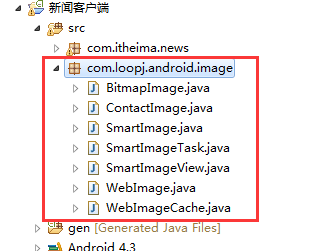 新闻客户端
src
com.itheima.news
com.loopj.android.image
BitmapImage.java
ContactImage.java
SmartImage.java
SmartImageTask.java
SmartImageView.java
WebImage.java
WebImageCache.java
gen [Generated Java Files]
Android 4.3